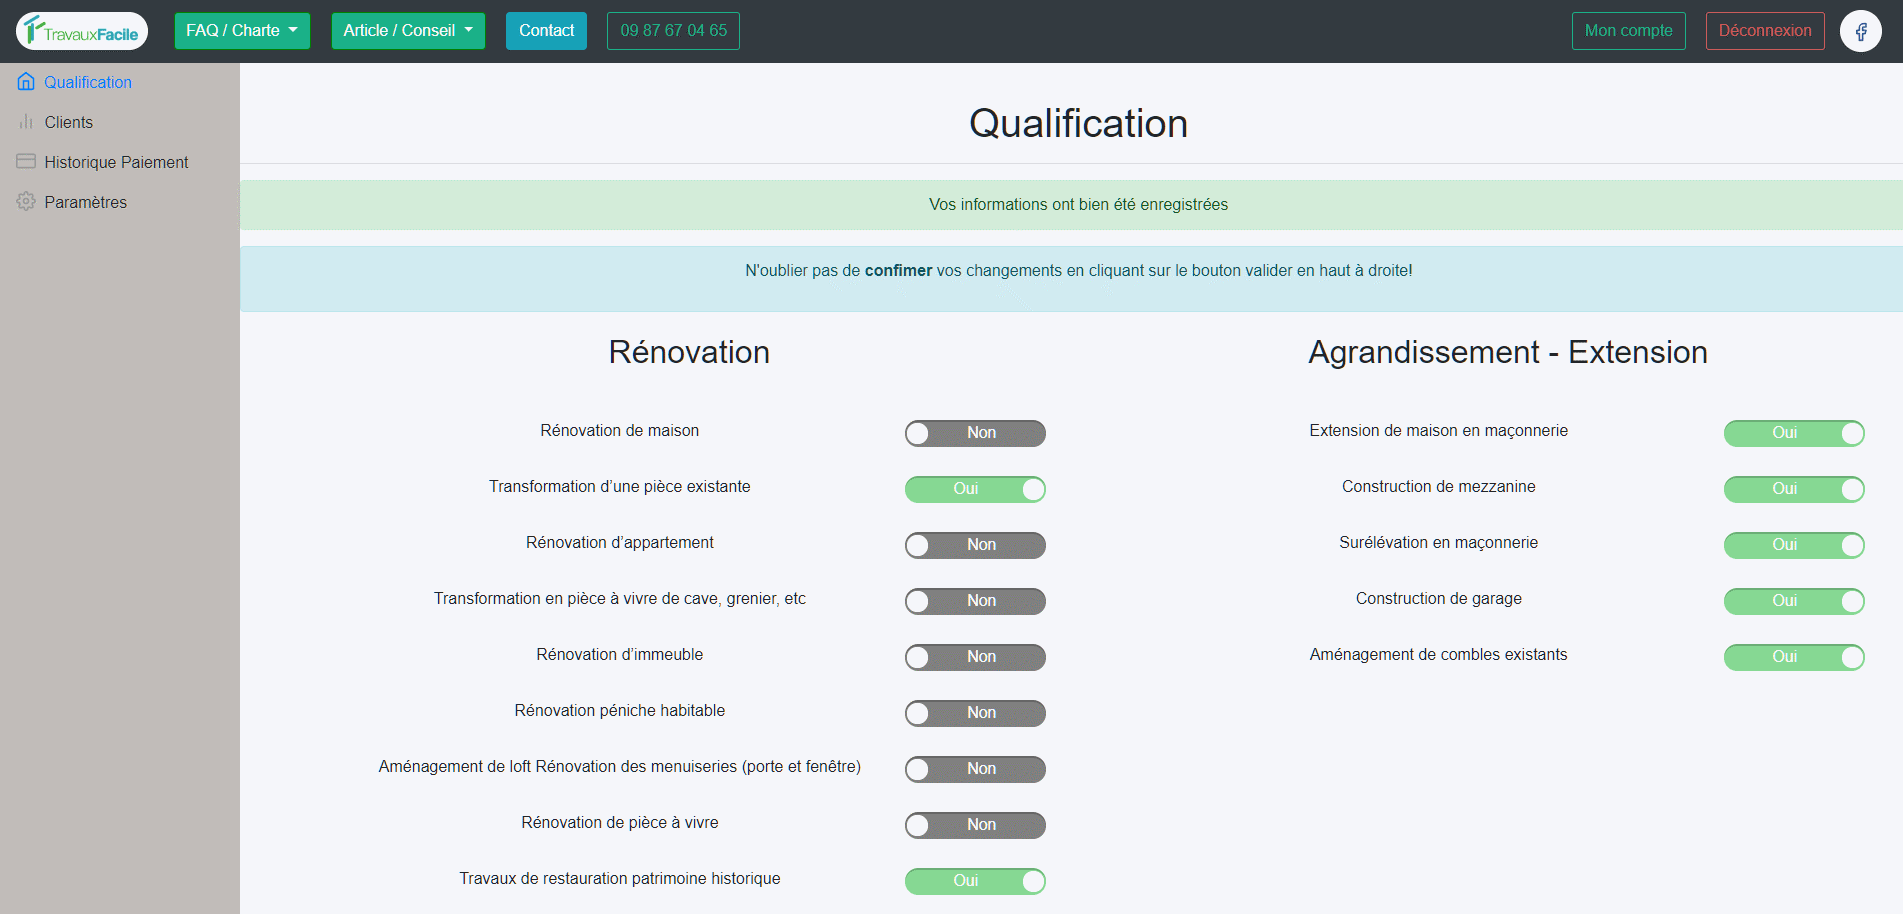 TravauxFacile
FAQ / Charte
Article / Conseil
Contact
09 87 67 04 65
Mon compte
Déconnexion
Qualification
Clients
Historique Paiement
Paramètres
Qualification
Vos informations ont bien été enregistrées
N'oublier pas de confimer vos changements en cliquant sur le bouton valider en haut à droite!
Rénovation
Rénovation de maison Non
Transformation d’une pièce existante Oui
Rénovation d’appartement Non
Transformation en pièce à vivre de cave, grenier, etc Non
Rénovation d’immeuble Non
Rénovation péniche habitable Non
Aménagement de loft Rénovation des menuiseries (porte et fenêtre) Non
Rénovation de pièce à vivre Non
Travaux de restauration patrimoine historique Oui
Agrandissement - Extension
Extension de maison en maçonnerie Oui
Construction de mezzanine Oui
Surélévation en maçonnerie Oui
Construction de garage Oui
Aménagement de combles existants Oui